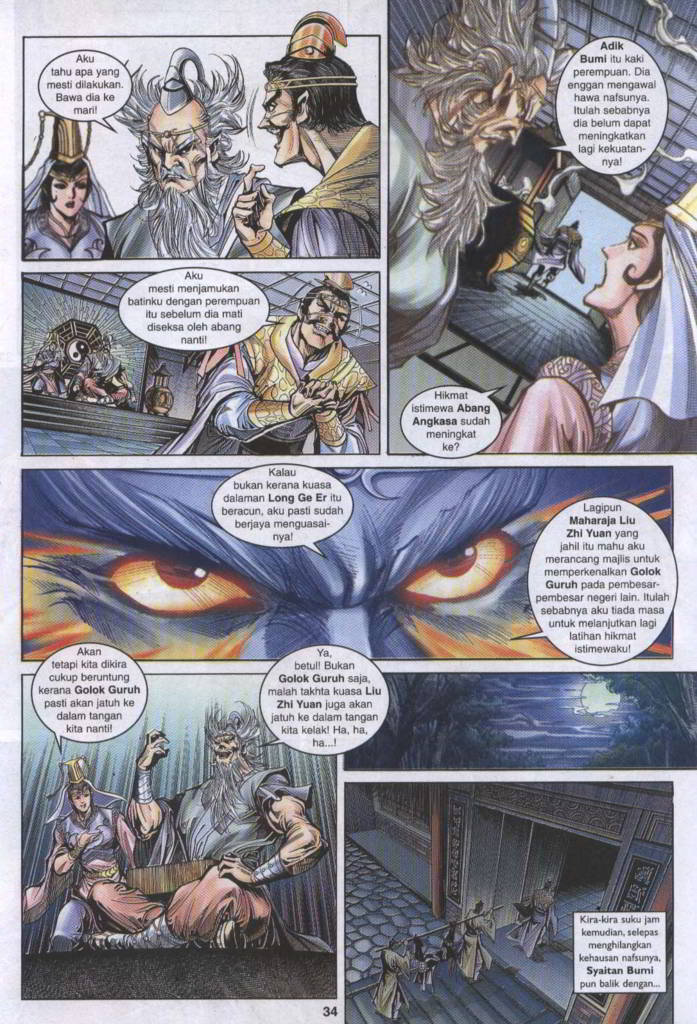 Aku
tahu apa yang
mesti dilakukan.
Bawa dia ke
mari!
Aku
mesti menjamukan
batinku dengan perempuan
itu sebelum dia mati
diseksa oleh abang
nanti!
Adik
Bumi itu kaki
perempuan. Dia
enggan mengawal
hawa nafsunya.
Itulah sebabnya
dia belum dapat
meningkatkan
lagi kekuatan-
nya!
Hikmat
istimewa Abang
Angkasa sudah
meningkat
ke?
Kalau
bukan kerana kuasa
dalaman Long Ge Er itu
beracun, aku pasti sudah
berjaya menguasai-
nya!
Lagipun
Maharaja Liu
Zhi Yuan yang
jahil itu mahu aku
merancang majlis untuk
memperkenalkan Golok
Guruh pada pembesar-
pembesar negeri lain. Itulah
sebabnya aku tiada masa
untuk melanjutkan lagi
latihan hikmat
istimewaku!
Akan
tetapi kita dikira
cukup beruntung
kerana Golok Guruh
pasti akan jatuh ke
dalam tangan
kita nanti!
Ya,
betul! Bukan
Golok Guruh saja,
malah takhta kuasa Liu
Zhi Yuan juga akan
jatuh ke dalam tangan
kita kelak! Ha, ha,
ha...!
Kira-kira suku jam
kemudian, selepas
menghilangkan
kehausan nafsunya,
Syaitan Bumi
pun balik dengan...
34